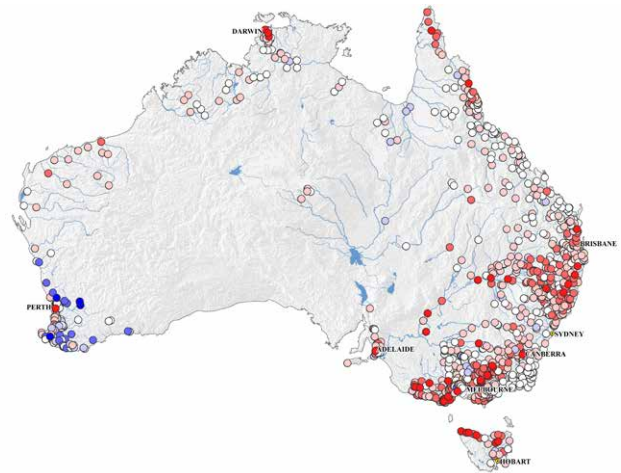 DARWIN
BRISBANE
PERTH
SYDNEY
ADELAIDE
CANBERRA
MELBOURNE
HOBART